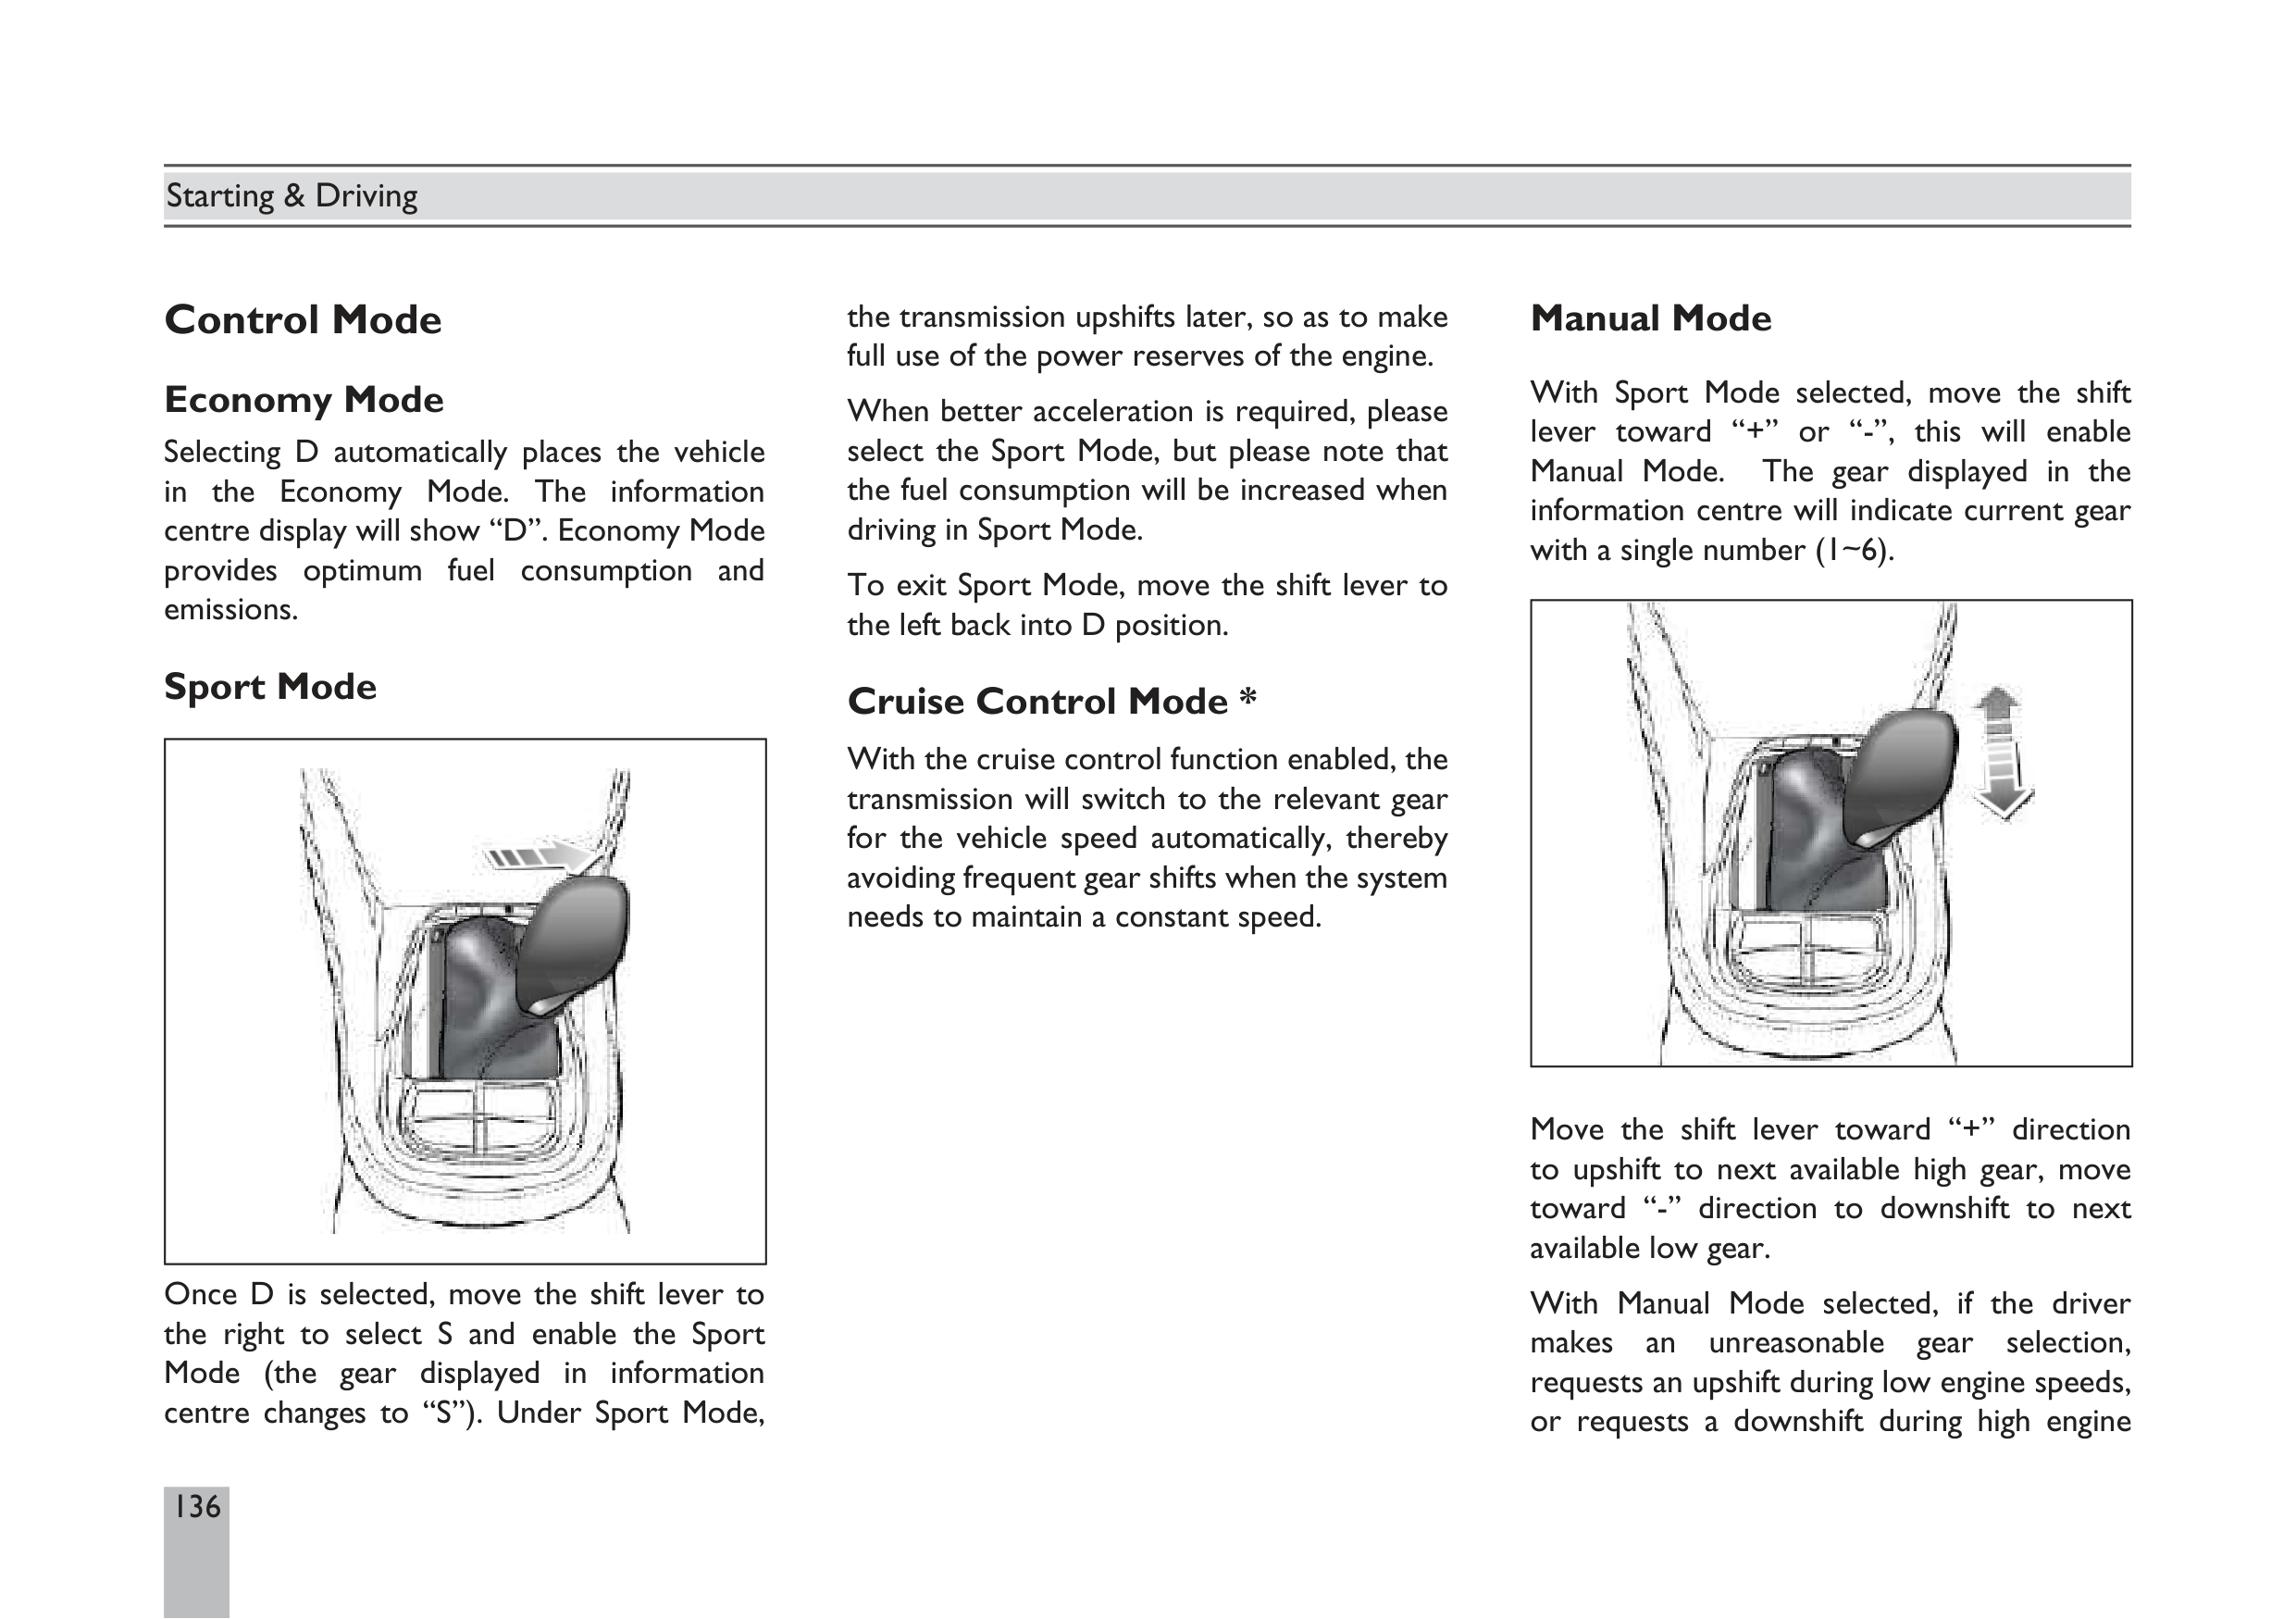 Starting & Driving
Control Mode
Economy Mode
Selecting D automatically places the vehicle
in the Economy Mode. The information
centre display will show “D”. Economy Mode
provides optimum fuel consumption and
emissions.
Sport Mode
Once D is selected, move the shift lever to
the right to select S and enable the Sport
Mode (the gear displayed in information
centre changes to “S”). Under Sport Mode,
the transmission upshifts later, so as to make
full use of the power reserves of the engine.
When better acceleration is required, please
select the Sport Mode, but please note that
the fuel consumption will be increased when
driving in Sport Mode.
To exit Sport Mode, move the shift lever to
the left back into D position.
Cruise Control Mode *
With the cruise control function enabled, the
transmission will switch to the relevant gear
for the vehicle speed automatically, thereby
avoiding frequent gear shifts when the system
needs to maintain a constant speed.
Manual Mode
With Sport Mode selected, move the shift
lever toward “+” or “-”, this will enable
Manual Mode. The gear displayed in the
information centre will indicate current gear
with a single number (1~6).
Move the shift lever toward “+” direction
to upshift to next available high gear, move
toward “-” direction to downshift to next
available low gear.
With Manual Mode selected, if the driver
makes an unreasonable gear selection,
requests an upshift during low engine speeds,
or requests a downshift during high engine
136